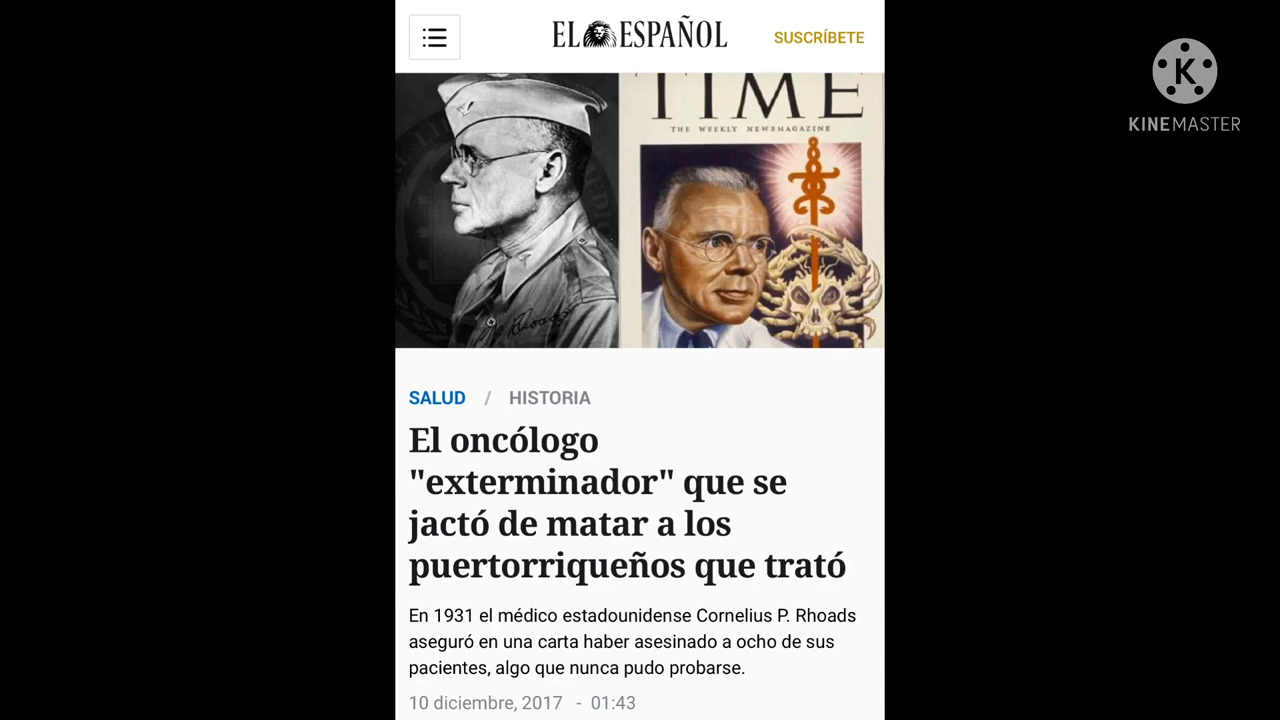 EL ESPAÑOL
SUSCRÍBETE
KINEMASTER
TIME
THE WEEKLY NEWSMAGAZINE
SALUD / HISTORIA
El oncólogo
"exterminador" que se
jactó de matar a los
puertorriqueños que trató
En 1931 el médico estadounidense Cornelius P. Rhoads
aseguró en una carta haber asesinado a ocho de sus
pacientes, algo que nunca pudo probarse.
10 diciembre, 2017 - 01:43